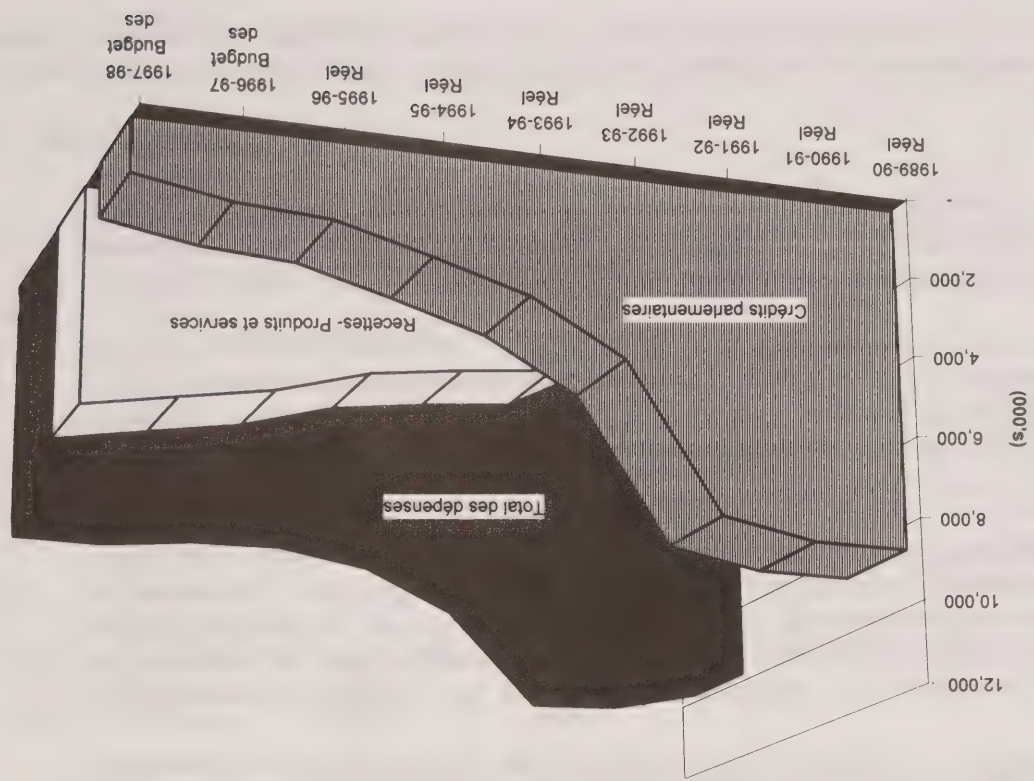 12,000
10,000
8,000
6,000
4,000
2,000
-
(000's)
Total des dépenses
Recettes- Produits et services
Crédits parlementaires
1989-90
Réel
1990-91
Réel
1991-92
Réel
1992-93
Réel
1993-94
Réel
1994-95
Réel
1995-96
Réel
1996-97
Budget
des
1997-98
Budget
des